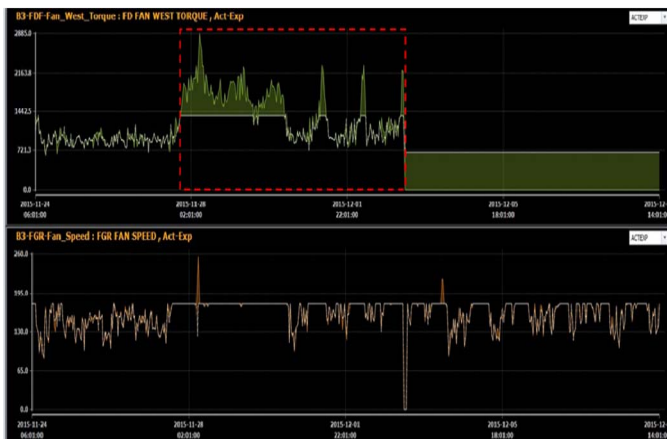 B3-FDF-Fan_West_Torque : FD FAN WEST TORQUE , Act-Exp
ACTEXP
2885.0
2163.8
1442.5
721.3
0.0
2015-11-24 2015-11-28 2015-12-01 2015-12-05
06:01:00 02:01:00 22:01:00 18:01:00 14:01:00
B3-FGR-Fan_Speed : FGR FAN SPEED , Act-Exp
ACTEXP
260.0
195.0
130.0
65.0
0.0
2015-11-24 2015-11-28 2015-12-01 2015-12-05
06:01:00 02:01:00 22:01:00 18:01:00 14:01:00